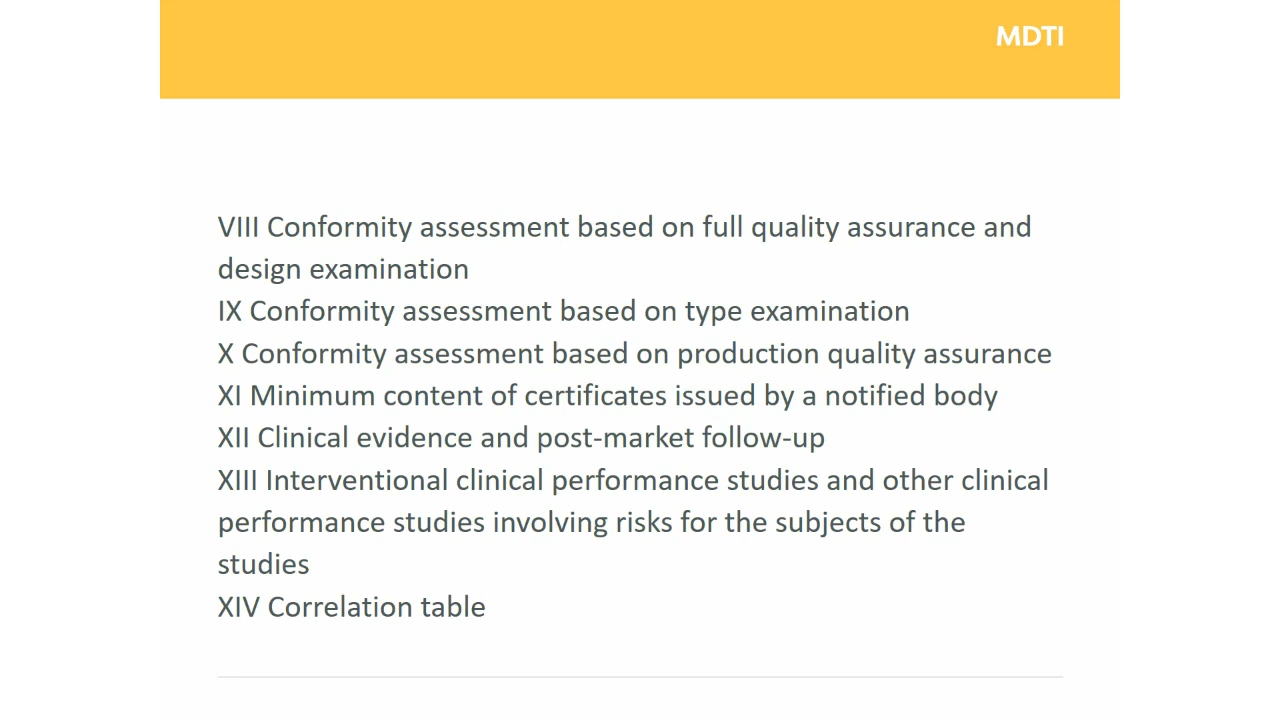 MDTI
VIII Conformity assessment based on full quality assurance and
design examination
IX Conformity assessment based on type examination
X Conformity assessment based on production quality assurance
XI Minimum content of certificates issued by a notified body
XII Clinical evidence and post-market follow-up
XIII Interventional clinical performance studies and other clinical
performance studies involving risks for the subjects of the
studies
XIV Correlation table